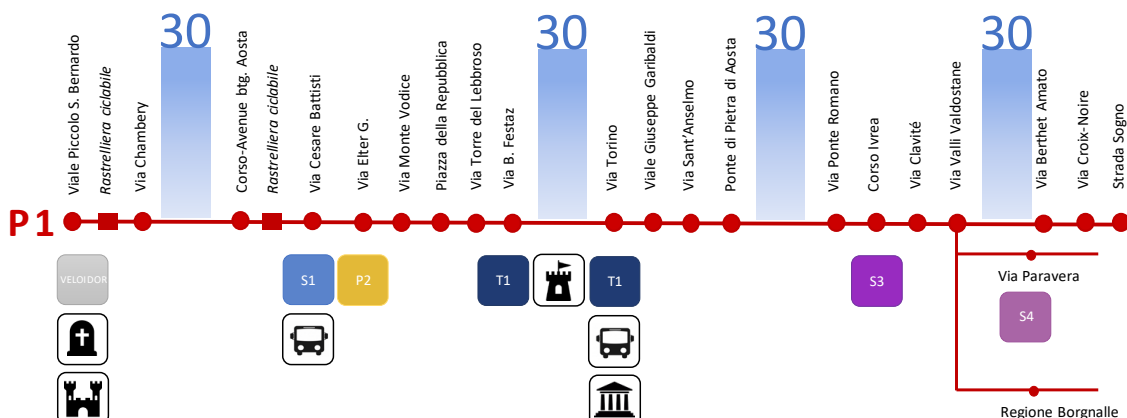 30
30
30
30
Viale Piccolo S. Bernardo
Rastrelliera ciclabile
Via Chambery
Corso-Avenue btg. Aosta
Rastrelliera ciclabile
Via Cesare Battisti
Via Elter G.
Via Monte Vodice
Piazza della Repubblica
Via Torre del Lebbroso
Via B. Festaz
Via Torino
Viale Giuseppe Garibaldi
Via Sant'Anselmo
Ponte di Pietra di Aosta
Via Ponte Romano
Corso Ivrea
Via Clavité
Via Valli Valdostane
Via Berthet Amato
Via Croix-Noire
Strada Sogno
P1
VELOIDOR
S1
P2
T1
T1
S3
Via Paravera
S4
Regione Borgnalle